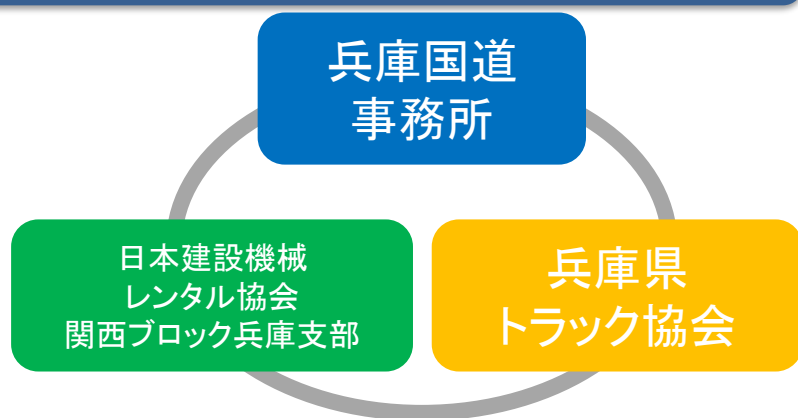 兵庫国道
事務所
日本建設機械
レンタル協会
関西ブロック兵庫支部
兵庫県
トラック協会